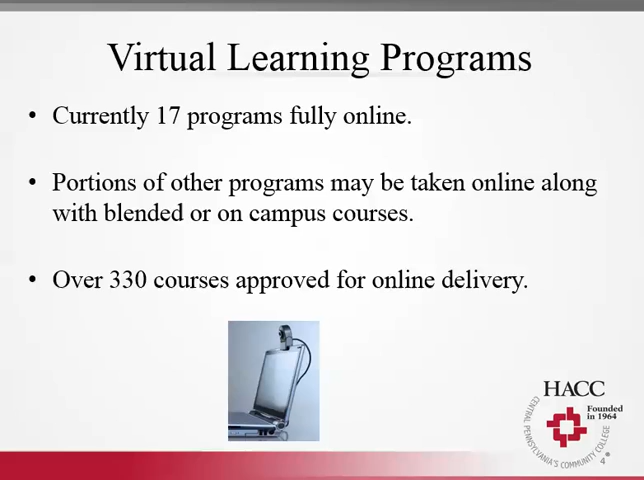 Virtual Learning Programs
• Currently 17 programs fully online.
• Portions of other programs may be taken online along
with blended or on campus courses.
• Over 330 courses approved for online delivery.
HACC
Founded
in 1964
CENTRAL PENNSYLVANIA'S COMMUNITY COLLEGE
4